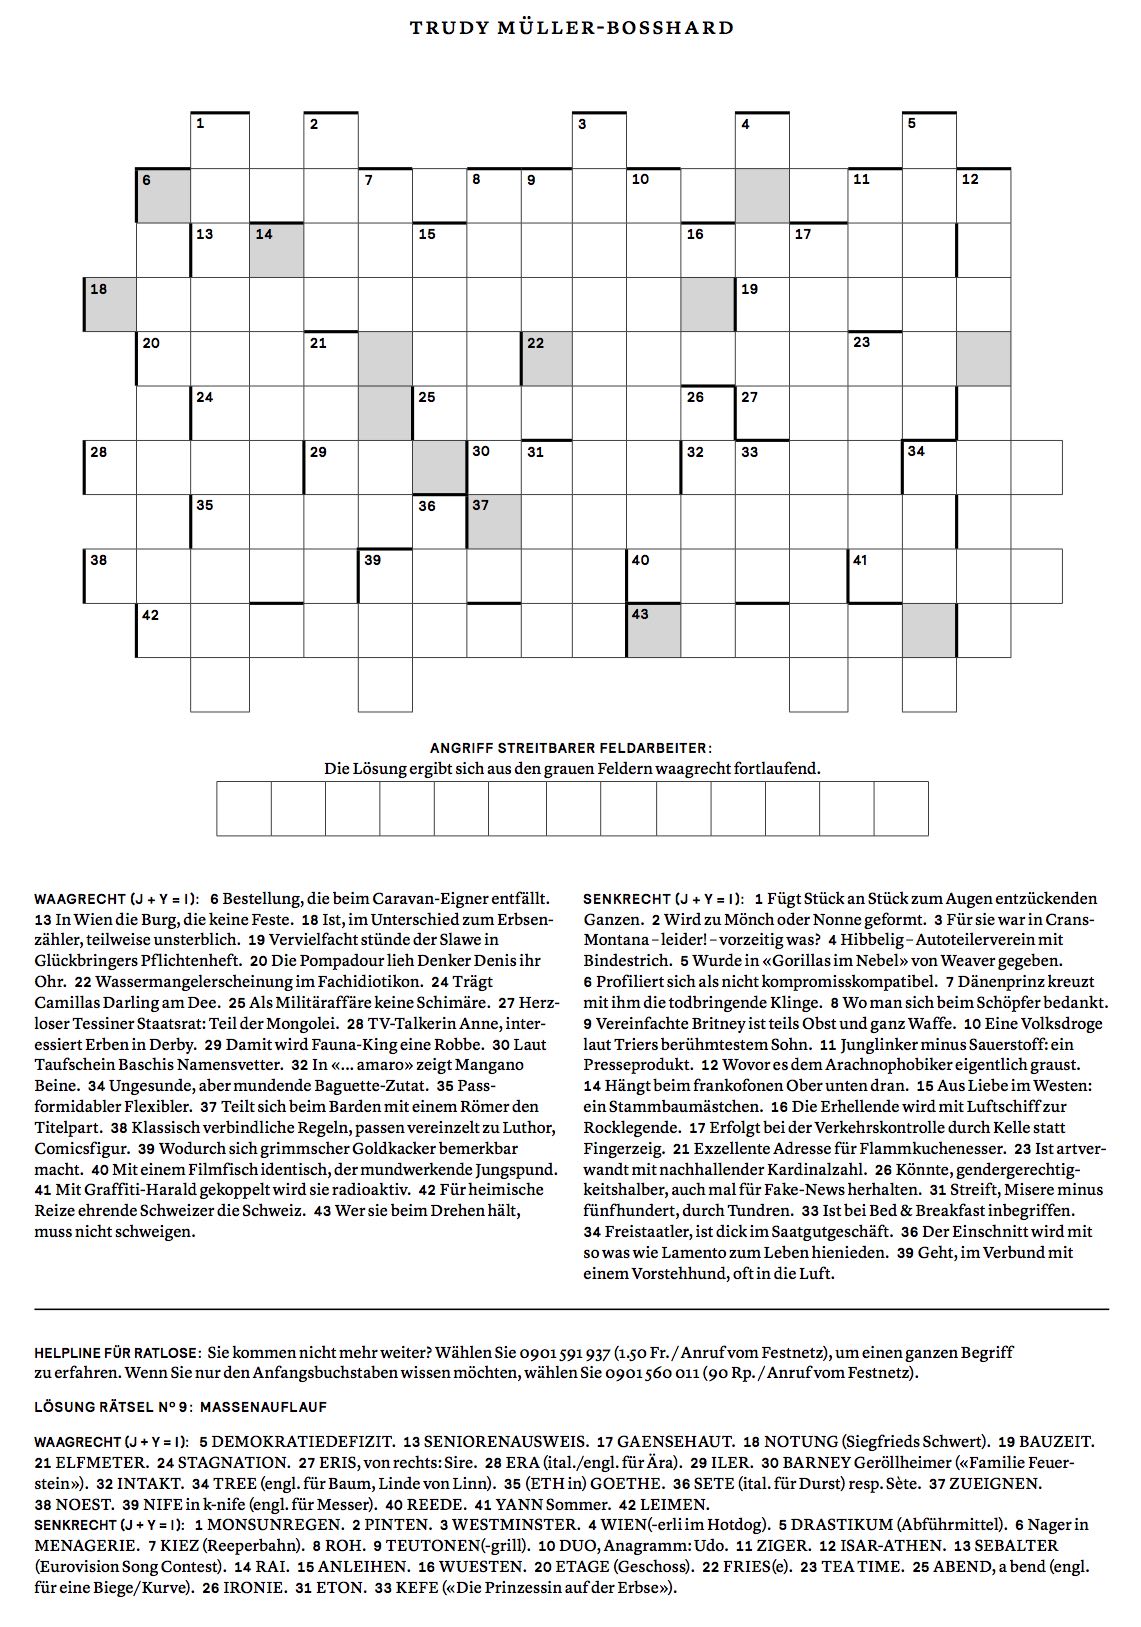 TRUDY MÜLLER-BOSSHARD
1 2 3 4 5
6 7 8 9 10 11 12
13 14 15 16 17
18 19
20 21 22 23
24 25 26 27
28 29 30 31 32 33 34
35 36 37
38 39 40 41
42 43
ANGRIFF STREITBARER FELDARBEITER:
Die Lösung ergibt sich aus den grauen Feldern waagrecht fortlaufend.
WAAGRECHT (J + Y = I): 6 Bestellung, die beim Caravan-Eigner entfällt.
13 In Wien die Burg, die keine Feste. 18 Ist, im Unterschied zum Erbsen-
zähler, teilweise unsterblich. 19 Vervielfacht stünde der Slawe in
Glückbringers Pflichtenheft. 20 Die Pompadour lieh Denker Denis ihr
Ohr. 22 Wassermangelerscheinung im Fachidiotikon. 24 Trägt
Camillas Darling am Dee. 25 Als Militäraffäre keine Schimäre. 27 Herz-
loser Tessiner Staatsrat: Teil der Mongolei. 28 TV-Talkerin Anne, inter-
essiert Erben in Derby. 29 Damit wird Fauna-King eine Robbe. 30 Laut
Taufschein Baschis Namensvetter. 32 In «... amaro» zeigt Mangano
Beine. 34 Ungesunde, aber mundende Baguette-Zutat. 35 Pass-
formidabler Flexibler. 37 Teilt sich beim Barden mit einem Römer den
Titelpart. 38 Klassisch verbindliche Regeln, passen vereinzelt zu Luthor,
Comicsfigur. 39 Wodurch sich grimmscher Goldkacker bemerkbar
macht. 40 Mit einem Filmfisch identisch, der mundwerkende Jungspund.
41 Mit Graffiti-Harald gekoppelt wird sie radioaktiv. 42 Für heimische
Reize ehrende Schweizer die Schweiz. 43 Wer sie beim Drehen hält,
muss nicht schweigen.
SENKRECHT (J + Y = I): 1 Fügt Stück an Stück zum Augen entzückenden
Ganzen. 2 Wird zu Mönch oder Nonne geformt. 3 Für sie war in Crans-
Montana – leider! – vorzeitig was? 4 Hibbelig – Autoteilerverein mit
Bindestrich. 5 Wurde in «Gorillas im Nebel» von Weaver gegeben.
6 Profiliert sich als nicht kompromisskompatibel. 7 Dänenprinz kreuzt
mit ihm die todbringende Klinge. 8 Wo man sich beim Schöpfer bedankt.
9 Vereinfachte Britney ist teils Obst und ganz Waffe. 10 Eine Volksdroge
laut Triers berühmtestem Sohn. 11 Junglinker minus Sauerstoff: ein
Presseprodukt. 12 Wovor es dem Arachnophobiker eigentlich graust.
14 Hängt beim frankofonen Ober unten dran. 15 Aus Liebe im Westen:
ein Stammbaumästchen. 16 Die Erhellende wird mit Luftschiff zur
Rocklegende. 17 Erfolgt bei der Verkehrskontrolle durch Kelle statt
Fingerzeig. 21 Exzellente Adresse für Flammkuchenesser. 23 Ist artver-
wandt mit nachhallender Kardinalzahl. 26 Könnte, gendergerechtig-
keitshalber, auch mal für Fake-News herhalten. 31 Streift, Misere minus
fünfhundert, durch Tundren. 33 Ist bei Bed & Breakfast inbegriffen.
34 Freistaatler, ist dick im Saatgutgeschäft. 36 Der Einschnitt wird mit
so was wie Lamento zum Leben hienieden. 39 Geht, im Verbund mit
einem Vorstehhund, oft in die Luft.
HELPLINE FÜR RATLOSE: Sie kommen nicht mehr weiter? Wählen Sie 0901 591 937 (1.50 Fr. / Anruf vom Festnetz), um einen ganzen Begriff
zu erfahren. Wenn Sie nur den Anfangsbuchstaben wissen möchten, wählen Sie 0901 560 011 (90 Rp. / Anruf vom Festnetz).
LÖSUNG RÄTSEL Nº 9: MASSENAUFLAUF
WAAGRECHT (J + Y = I): 5 DEMOKRATIEDEFIZIT. 13 SENIORENAUSWEIS. 17 GAENSEHAUT. 18 NOTUNG (Siegfrieds Schwert). 19 BAUZEIT.
21 ELFMETER. 24 STAGNATION. 27 ERIS, von rechts: Sire. 28 ERA (ital./engl. für Ära). 29 ILER. 30 BARNEY Geröllheimer («Familie Feuer-
stein»). 32 INTAKT. 34 TREE (engl. für Baum, Linde von Linn). 35 (ETH in) GOETHE. 36 SETE (ital. für Durst) resp. Sète. 37 ZUEIGNEN.
38 NOEST. 39 NIFE in k-nife (engl. für Messer). 40 REEDE. 41 YANN Sommer. 42 LEIMEN.
SENKRECHT (J + Y = I): 1 MONSUNREGEN. 2 PINTEN. 3 WESTMINSTER. 4 WIEN(-erli im Hotdog). 5 DRASTIKUM (Abführmittel). 6 Nager in
MENAGERIE. 7 KIEZ (Reeperbahn). 8 ROH. 9 TEUTONEN(-grill). 10 DUO, Anagramm: Udo. 11 ZIGER. 12 ISAR-ATHEN. 13 SEBALTER
(Eurovision Song Contest). 14 RAI. 15 ANLEIHEN. 16 WUESTEN. 20 ETAGE (Geschoss). 22 FRIES(e). 23 TEATIME. 25 ABEND, a bend (engl.
für eine Biege/Kurve). 26 IRONIE. 31 ETON. 33 KEFE («Die Prinzessin auf der Erbse»).